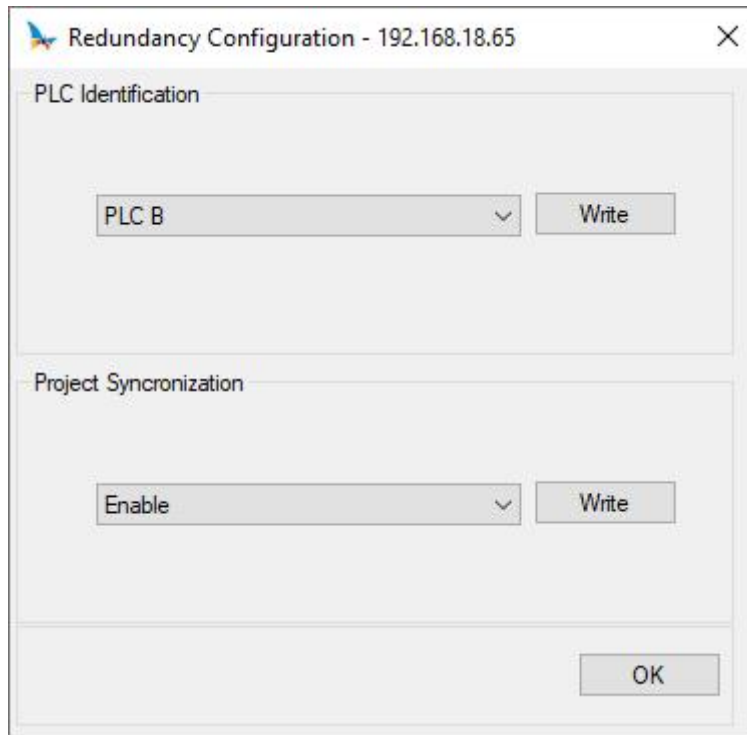 Redundancy Configuration - 192.168.18.65
PLC Identification
PLC B
Write
Project Syncronization
Enable
Write
OK